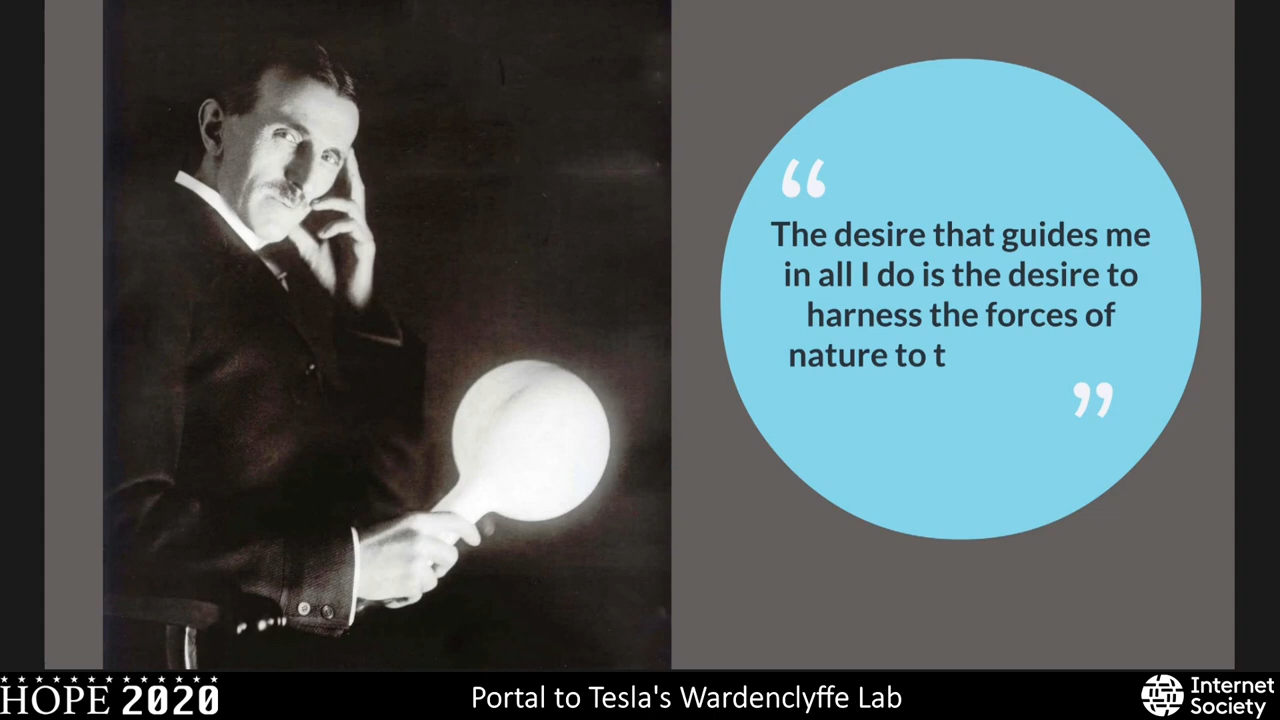 “
The desire that guides me
in all I do is the desire to
harness the forces of
nature to t
”
HOPE 2020
Portal to Tesla's Wardenclyffe Lab
Internet
Society